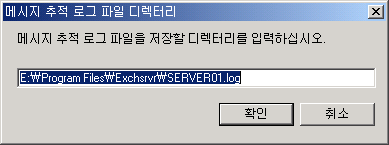 메시지 추적 로그 파일 디렉터리
메시지 추적 로그 파일을 저장할 디렉터리를 입력하십시오.
E:₩Program Files₩Exchsrvr₩SERVER01.log
확인
취소